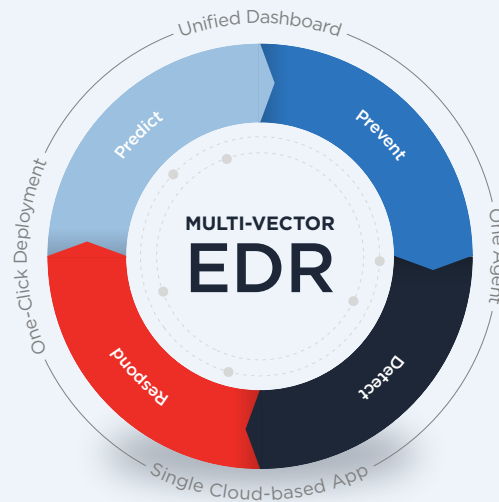 Unified Dashboard
Predict
Prevent
One-Click Deployment
MULTI-VECTOR
EDR
One Agent
Respond
Detect
Single Cloud-based App